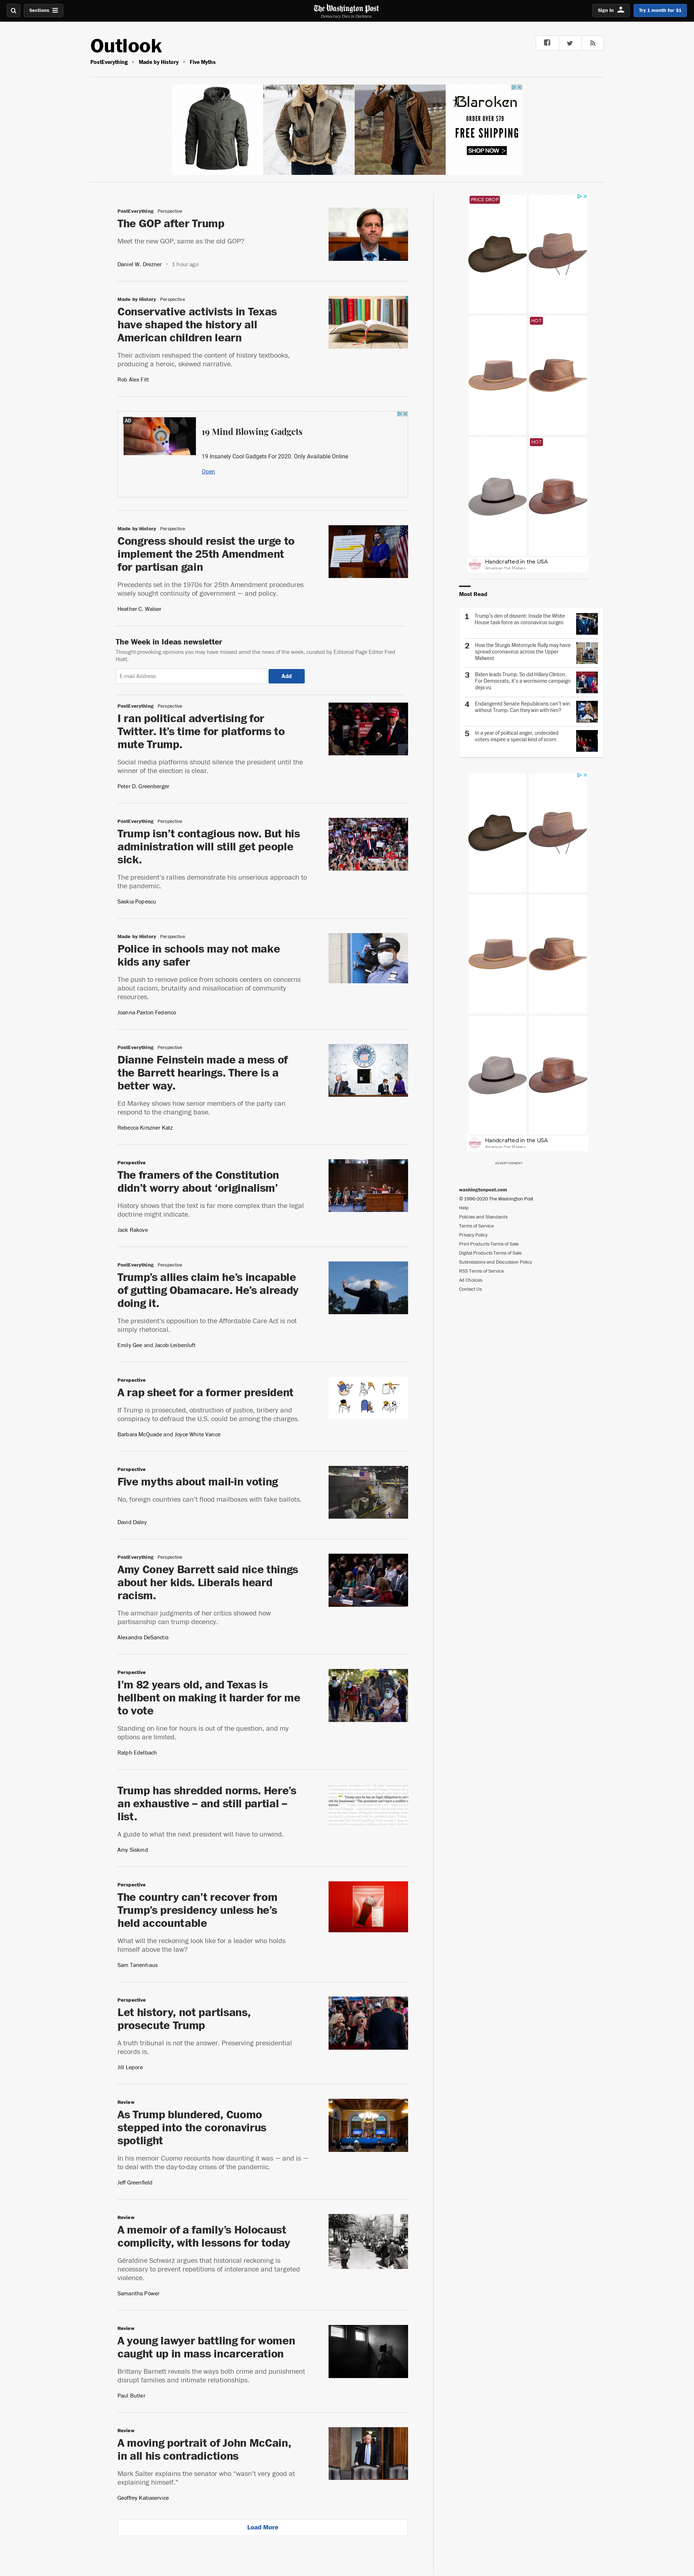 Sections
The Washington Post
Democracy Dies in Darkness
Sign In
Try 1 month for $1
Outlook
PostEverything • Made by History • Five Myths
Blaroken
ORDER OVER $79
FREE SHIPPING
SHOP NOW >
PostEverything Perspective
The GOP after Trump
Meet the new GOP, same as the old GOP?
Daniel W. Drezner • 1 hour ago
Made by History Perspective
Conservative activists in Texas
have shaped the history all
American children learn
Their activism reshaped the content of history textbooks,
producing a heroic, skewed narrative.
Rob Alex Fitt
AD
19 Mind Blowing Gadgets
19 Insanely Cool Gadgets For 2020. Only Available Online
Open
Made by History Perspective
Congress should resist the urge to
implement the 25th Amendment
for partisan gain
Precedents set in the 1970s for 25th Amendment procedures
wisely sought continuity of government — and policy.
Heather C. Walser
The Week in Ideas newsletter
Thought-provoking opinions you may have missed amid the news of the week, curated by Editorial Page Editor Fred
Hiatt.
E-mail Address
Add
PostEverything Perspective
I ran political advertising for
Twitter. It's time for platforms to
mute Trump.
Social media platforms should silence the president until the
winner of the election is clear.
Peter D. Greenberger
PostEverything Perspective
Trump isn't contagious now. But his
administration will still get people
sick.
The president's rallies demonstrate his unserious approach to
the pandemic.
Saskia Popescu
Made by History Perspective
Police in schools may not make
kids any safer
The push to remove police from schools centers on concerns
about racism, brutality and misallocation of community
resources.
Joanna Paxton Federico
PostEverything Perspective
Dianne Feinstein made a mess of
the Barrett hearings. There is a
better way.
Ed Markey shows how senior members of the party can
respond to the changing base.
Rebecca Kirszner Katz
Perspective
The framers of the Constitution
didn't worry about 'originalism'
History shows that the text is far more complex than the legal
doctrine might indicate.
Jack Rakove
PostEverything Perspective
Trump's allies claim he's incapable
of gutting Obamacare. He's already
doing it.
The president's opposition to the Affordable Care Act is not
simply rhetorical.
Emily Gee and Jacob Leibenluft
Perspective
A rap sheet for a former president
If Trump is prosecuted, obstruction of justice, bribery and
conspiracy to defraud the U.S. could be among the charges.
Barbara McQuade and Joyce White Vance
Perspective
Five myths about mail-in voting
No, foreign countries can't flood mailboxes with fake ballots.
David Daley
PostEverything Perspective
Amy Coney Barrett said nice things
about her kids. Liberals heard
racism.
The armchair judgments of her critics showed how
partisanship can trump decency.
Alexandra DeSanctis
Perspective
I'm 82 years old, and Texas is
hellbent on making it harder for me
to vote
Standing on line for hours is out of the question, and my
options are limited.
Ralph Edelbach
Trump has shredded norms. Here's
an exhaustive – and still partial –
list.
A guide to what the next president will have to unwind.
Amy Siskind
Perspective
The country can't recover from
Trump's presidency unless he's
held accountable
What will the reckoning look like for a leader who holds
himself above the law?
Sam Tanenhaus
Perspective
Let history, not partisans,
prosecute Trump
A truth tribunal is not the answer. Preserving presidential
records is.
Jill Lepore
Review
As Trump blundered, Cuomo
stepped into the coronavirus
spotlight
In his memoir Cuomo recounts how daunting it was — and is —
to deal with the day-to-day crises of the pandemic.
Jeff Greenfield
Review
A memoir of a family's Holocaust
complicity, with lessons for today
Géraldine Schwarz argues that historical reckoning is
necessary to prevent repetitions of intolerance and targeted
violence.
Samantha Power
Review
A young lawyer battling for women
caught up in mass incarceration
Brittany Barnett reveals the ways both crime and punishment
disrupt families and intimate relationships.
Paul Butler
Review
A moving portrait of John McCain,
in all his contradictions
Mark Salter explains the senator who "wasn't very good at
explaining himself."
Geoffrey Kabaservice
Load More
PRICE DROP
HOT
HOT
Handcrafted in the USA
American Hat Makers
Most Read
1 Trump's den of dissent: Inside the White
House task force as coronavirus surges
2 How the Sturgis Motorcycle Rally may have
spread coronavirus across the Upper
Midwest
3 Biden leads Trump. So did Hillary Clinton.
For Democrats, it's a worrisome campaign
deja vu.
4 Endangered Senate Republicans can't win
without Trump. Can they win with him?
5 In a year of political anger, undecided
voters inspire a special kind of scorn
Handcrafted in the USA
American Hat Makers
ADVERTISEMENT
washingtonpost.com
© 1996-2020 The Washington Post
Help
Policies and Standards
Terms of Service
Privacy Policy
Print Products Terms of Sale
Digital Products Terms of Sale
Submissions and Discussion Policy
RSS Terms of Service
Ad Choices
Contact Us